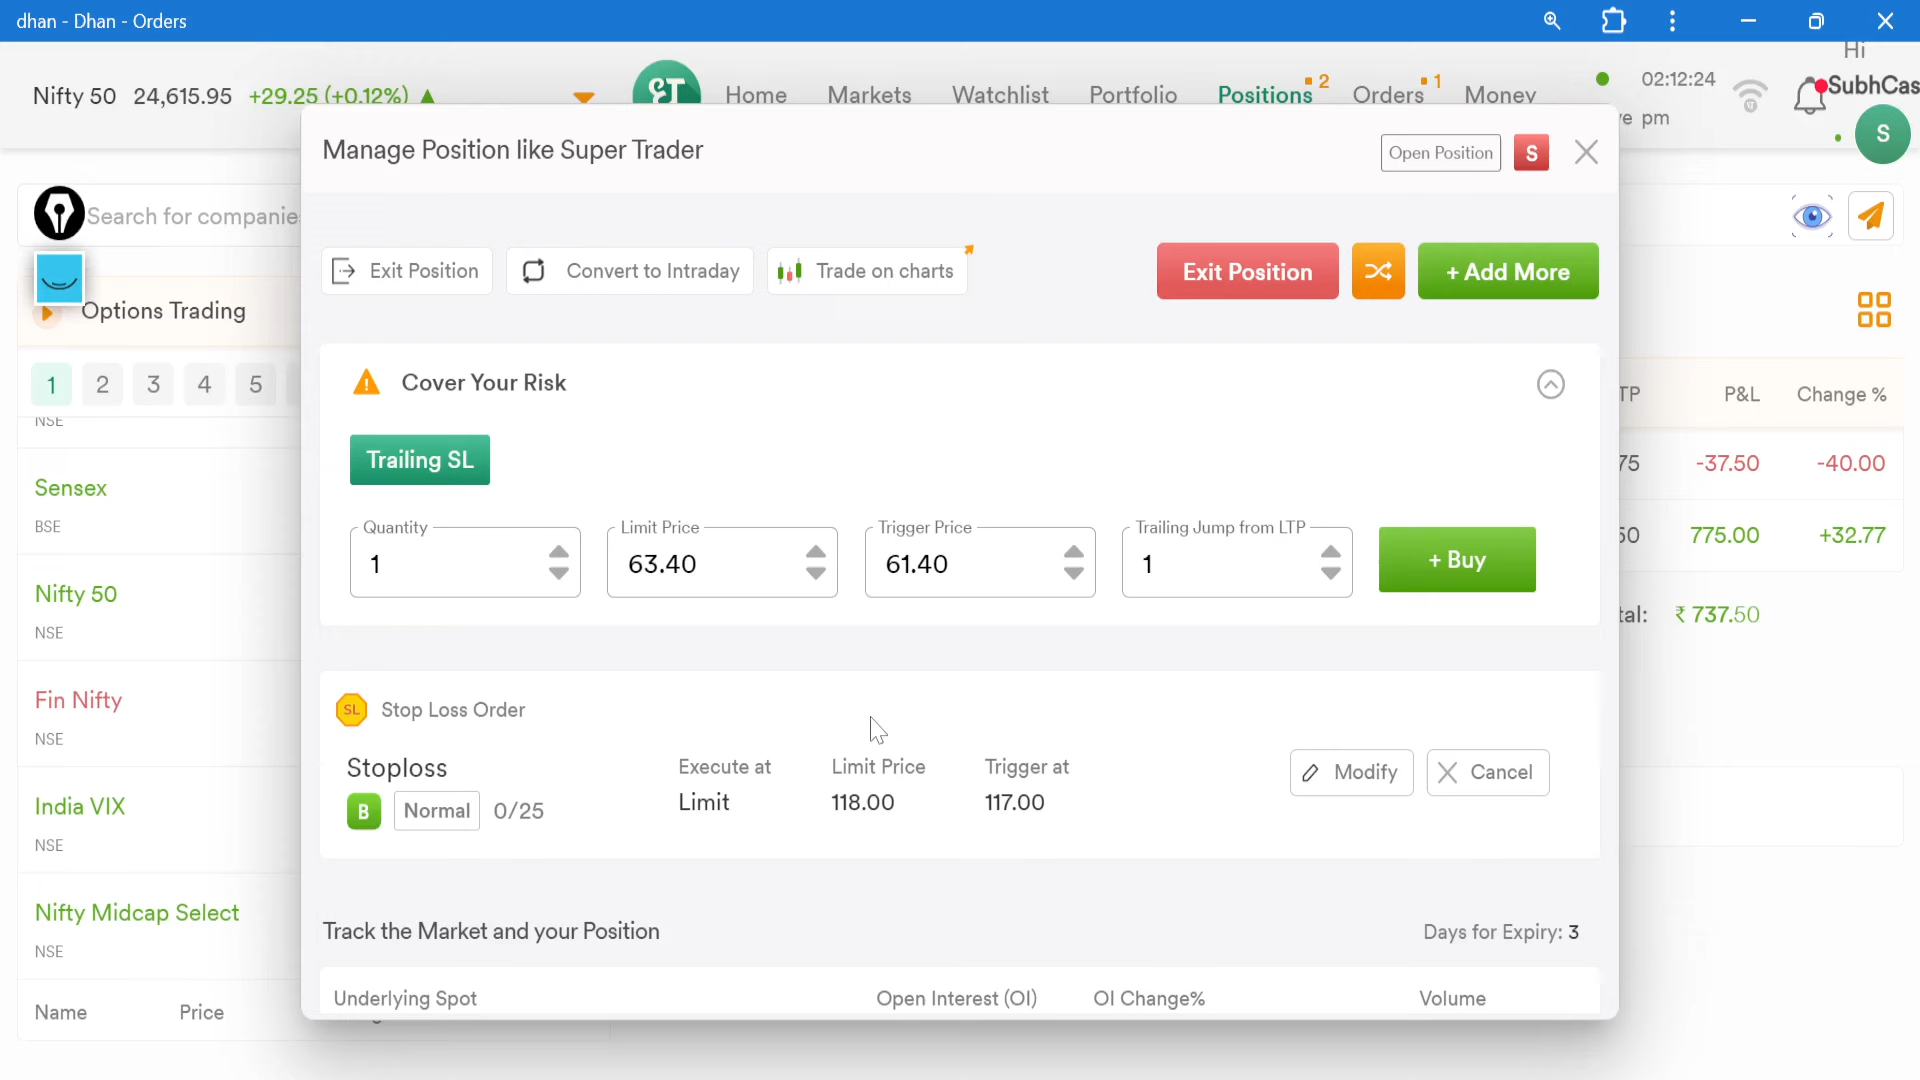 dhan - Dhan - Orders
Hi
Nifty 50 24,615.95 +29.25 (+0.12%) ▲
Home Markets Watchlist Portfolio Positions 2 Orders 1 Money
02:12:24
pm
SubhCas
S
Manage Position like Super Trader
Open Position S
Search for companie
Exit Position Convert to Intraday Trade on charts
Exit Position + Add More
Options Trading
1 2 3 4 5
NSE
Sensex
BSE
Nifty 50
NSE
Fin Nifty
NSE
India VIX
NSE
Nifty Midcap Select
NSE
Name Price
Cover Your Risk
Trailing SL
Quantity Limit Price Trigger Price Trailing Jump from LTP
1 63.40 61.40 1 + Buy
SL Stop Loss Order
Stoploss
B Normal 0/25
Execute at Limit Price Trigger at
Limit 118.00 117.00
Modify Cancel
Track the Market and your Position
Days for Expiry: 3
Underlying Spot Open Interest (OI) OI Change% Volume
TP P&L Change %
75 -37.50 -40.00
50 775.00 +32.77
tal: ₹ 737.50